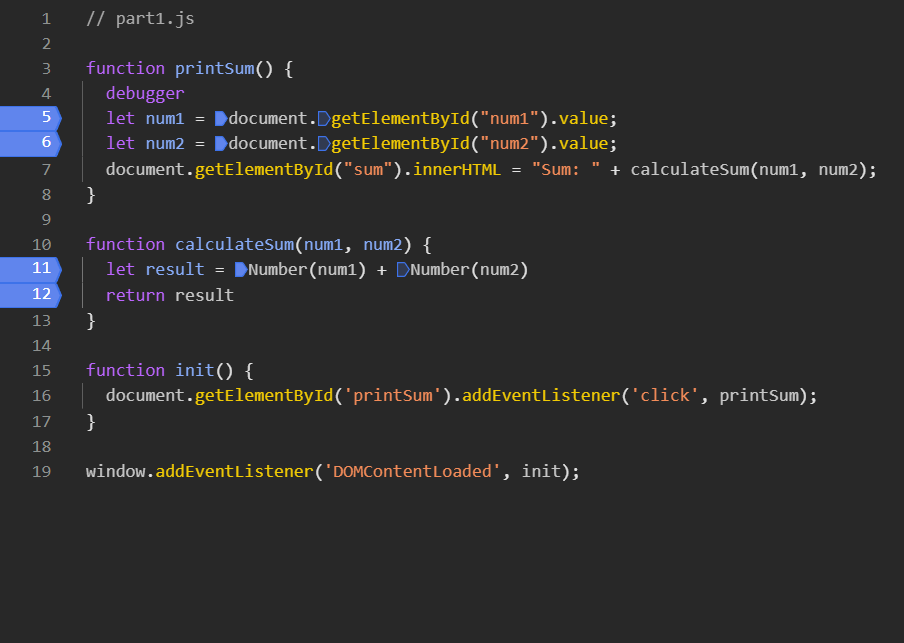 1 // part1.js
2
3 function printSum() {
4 debugger
5 let num1 = document.getElementById("num1").value;
6 let num2 = document.getElementById("num2").value;
7 document.getElementById("sum").innerHTML = "Sum: " + calculateSum(num1, num2);
8 }
9
10 function calculateSum(num1, num2) {
11 let result = Number(num1) + Number(num2)
12 return result
13 }
14
15 function init() {
16 document.getElementById('printSum').addEventListener('click', printSum);
17 }
18
19 window.addEventListener('DOMContentLoaded', init);